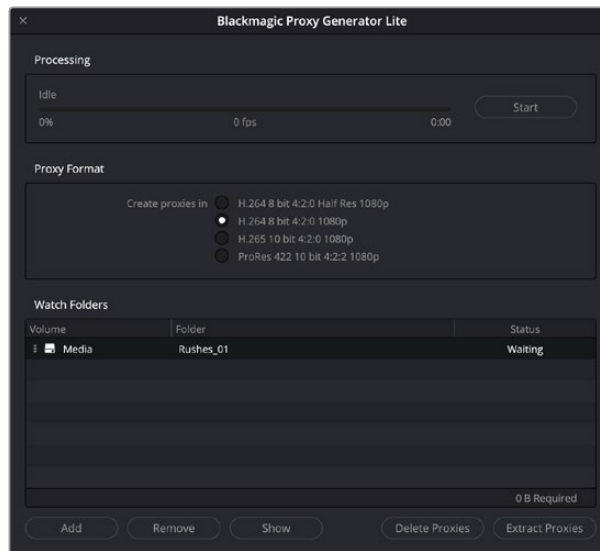 Blackmagic Proxy Generator Lite
Processing
Idle
Start
0%
0 fps
0:00
Proxy Format
Create proxies in
H.264 8 bit 4:2:0 Half Res 1080p
H.264 8 bit 4:2:0 1080p
H.265 10 bit 4:2:0 1080p
ProRes 422 10 bit 4:2:2 1080p
Watch Folders
Volume Folder Status
Media Rushes_01 Waiting
0 B Required
Add Remove Show Delete Proxies Extract Proxies